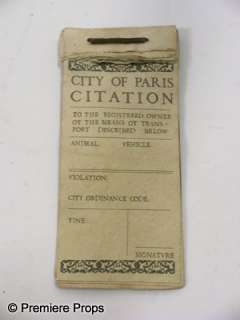 CITY OF PARIS
CITATION
TO THE REGISTERED OWNER
OF THE MEANS OF TRANS-
PORT DESCRIBED BELOW
ANIMAL: VEHICLE:
VIOLATION:
CITY ORDINANCE CODE:
FINE:
SIGNATURE
© Premiere Props